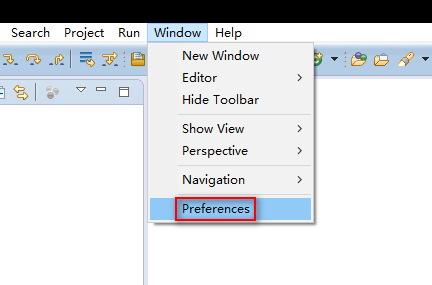 Search Project Run Window Help
New Window
Editor
Hide Toolbar
Show View
Perspective
Navigation
Preferences